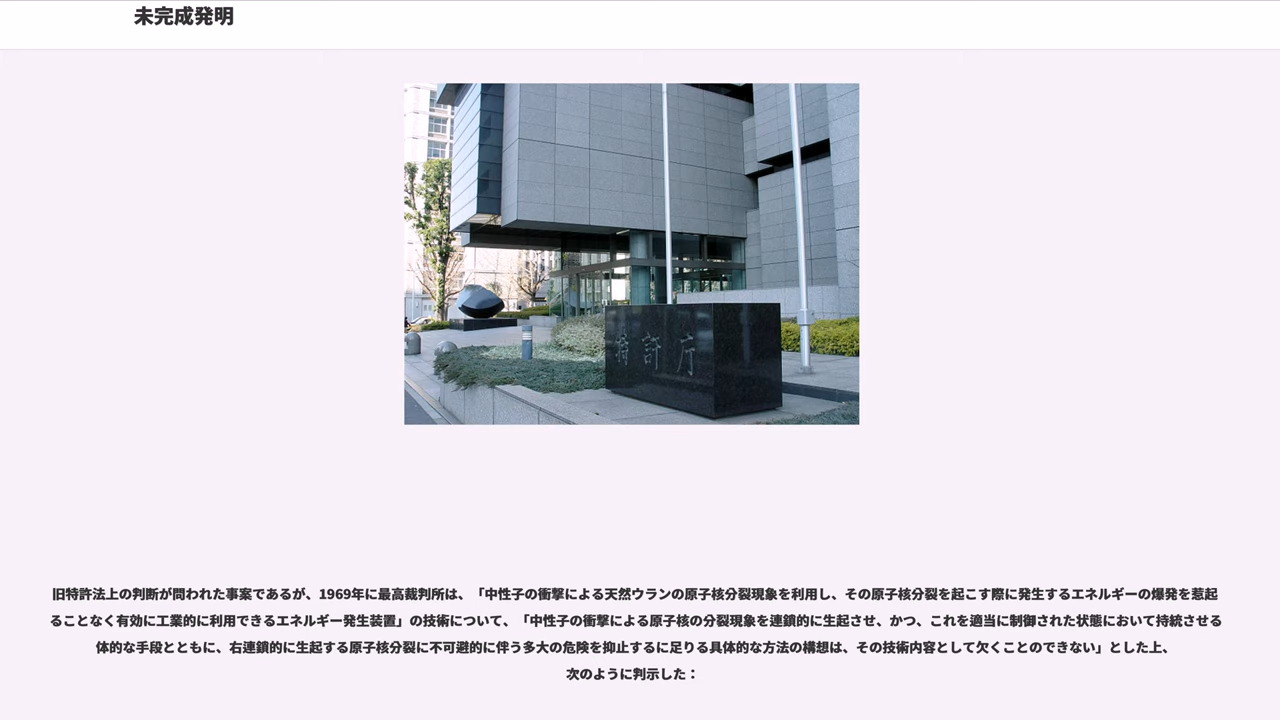 未完成発明
特許庁
旧特許法上の判断が問われた事案であるが、1969年に最高裁判所は、「中性子の衝撃による天然ウランの原子核分裂現象を利用し、その原子核分裂を起こす際に発生するエネルギーの爆発を惹起
ることなく有効に工業的に利用できるエネルギー発生装置」の技術について、「中性子の衝撃による原子核の分裂現象を連鎖的に生起させ、かつ、これを適当に制御された状態において持続させる
体的な手段とともに、右連鎖的に生起する原子核分裂に不可避的に伴う多大の危険を抑止するに足りる具体的な方法の構想は、その技術内容として欠くことのできない」とした上、
次のように判示した：